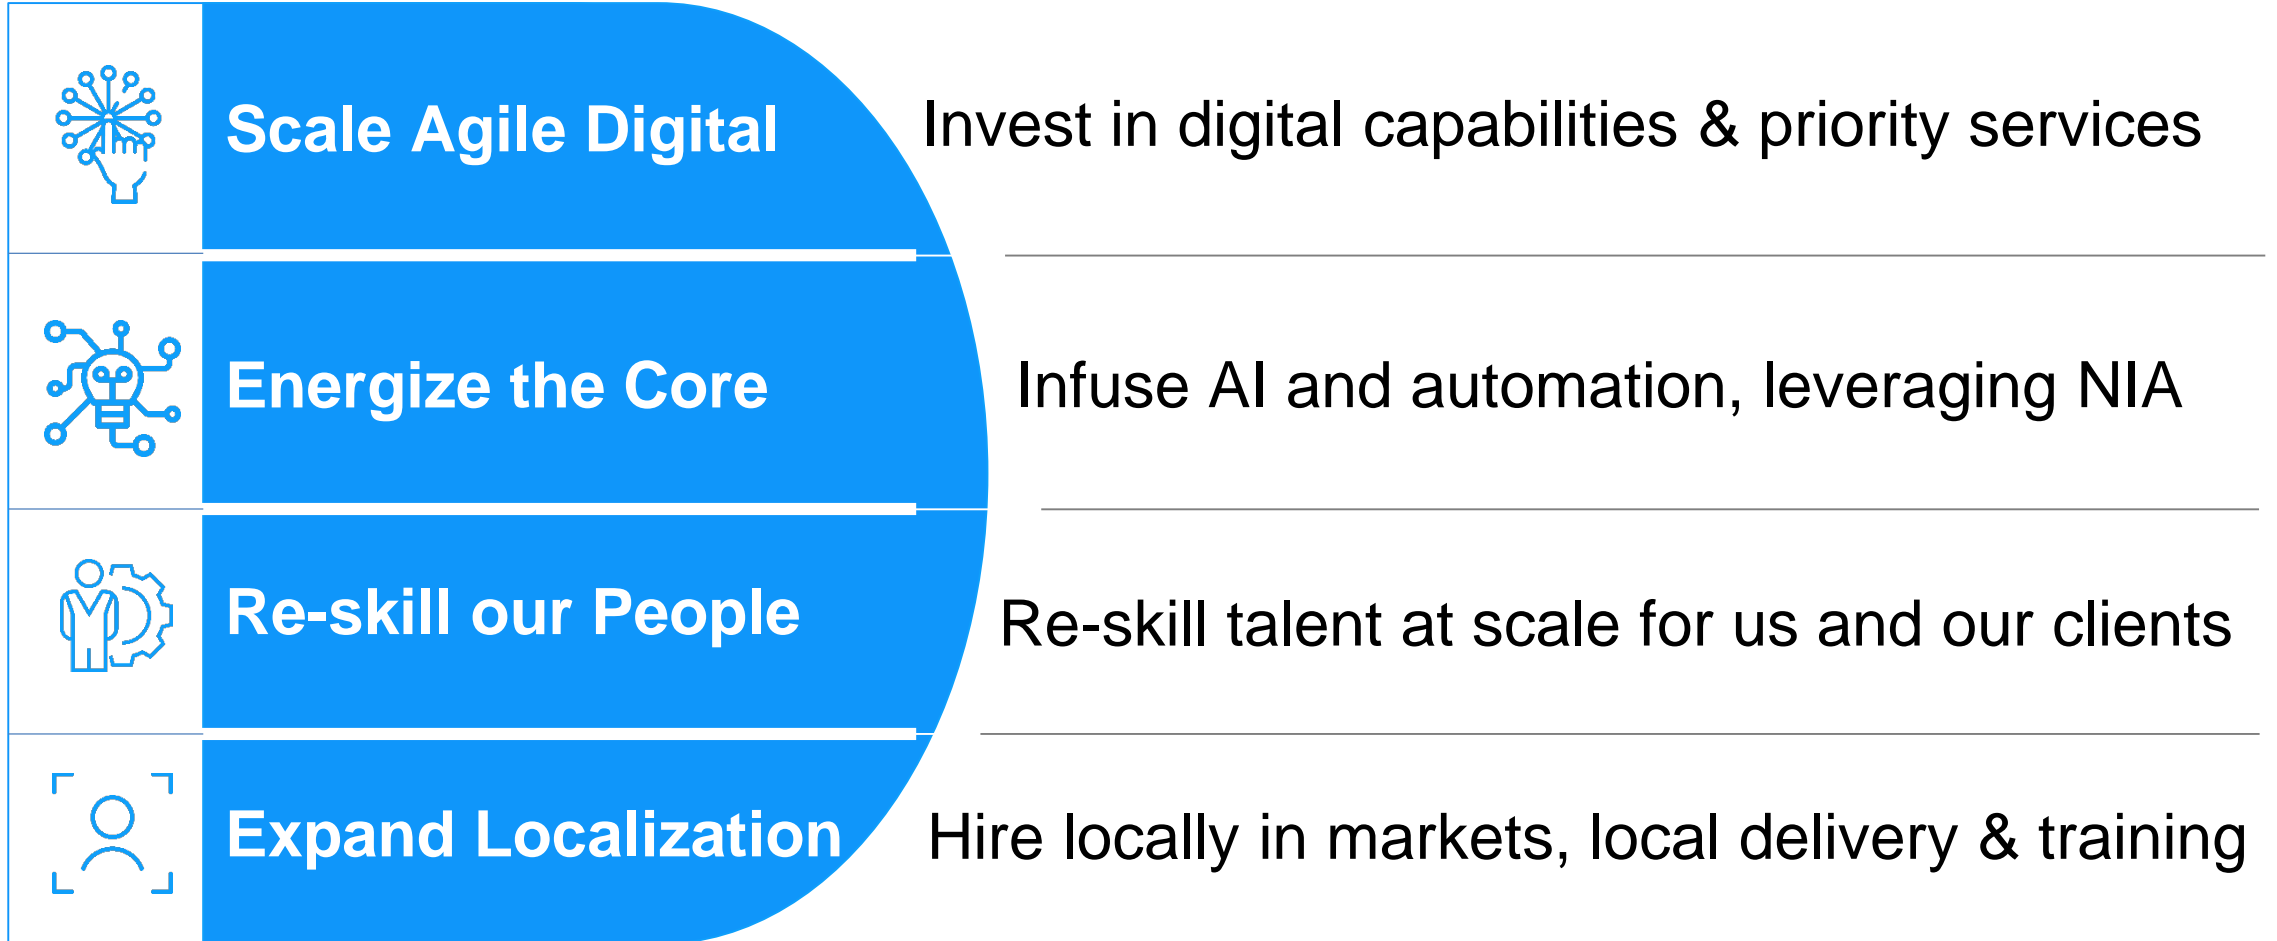 Scale Agile Digital
Invest in digital capabilities & priority services
Energize the Core
Infuse AI and automation, leveraging NIA
Re-skill our People
Re-skill talent at scale for us and our clients
Expand Localization
Hire locally in markets, local delivery & training